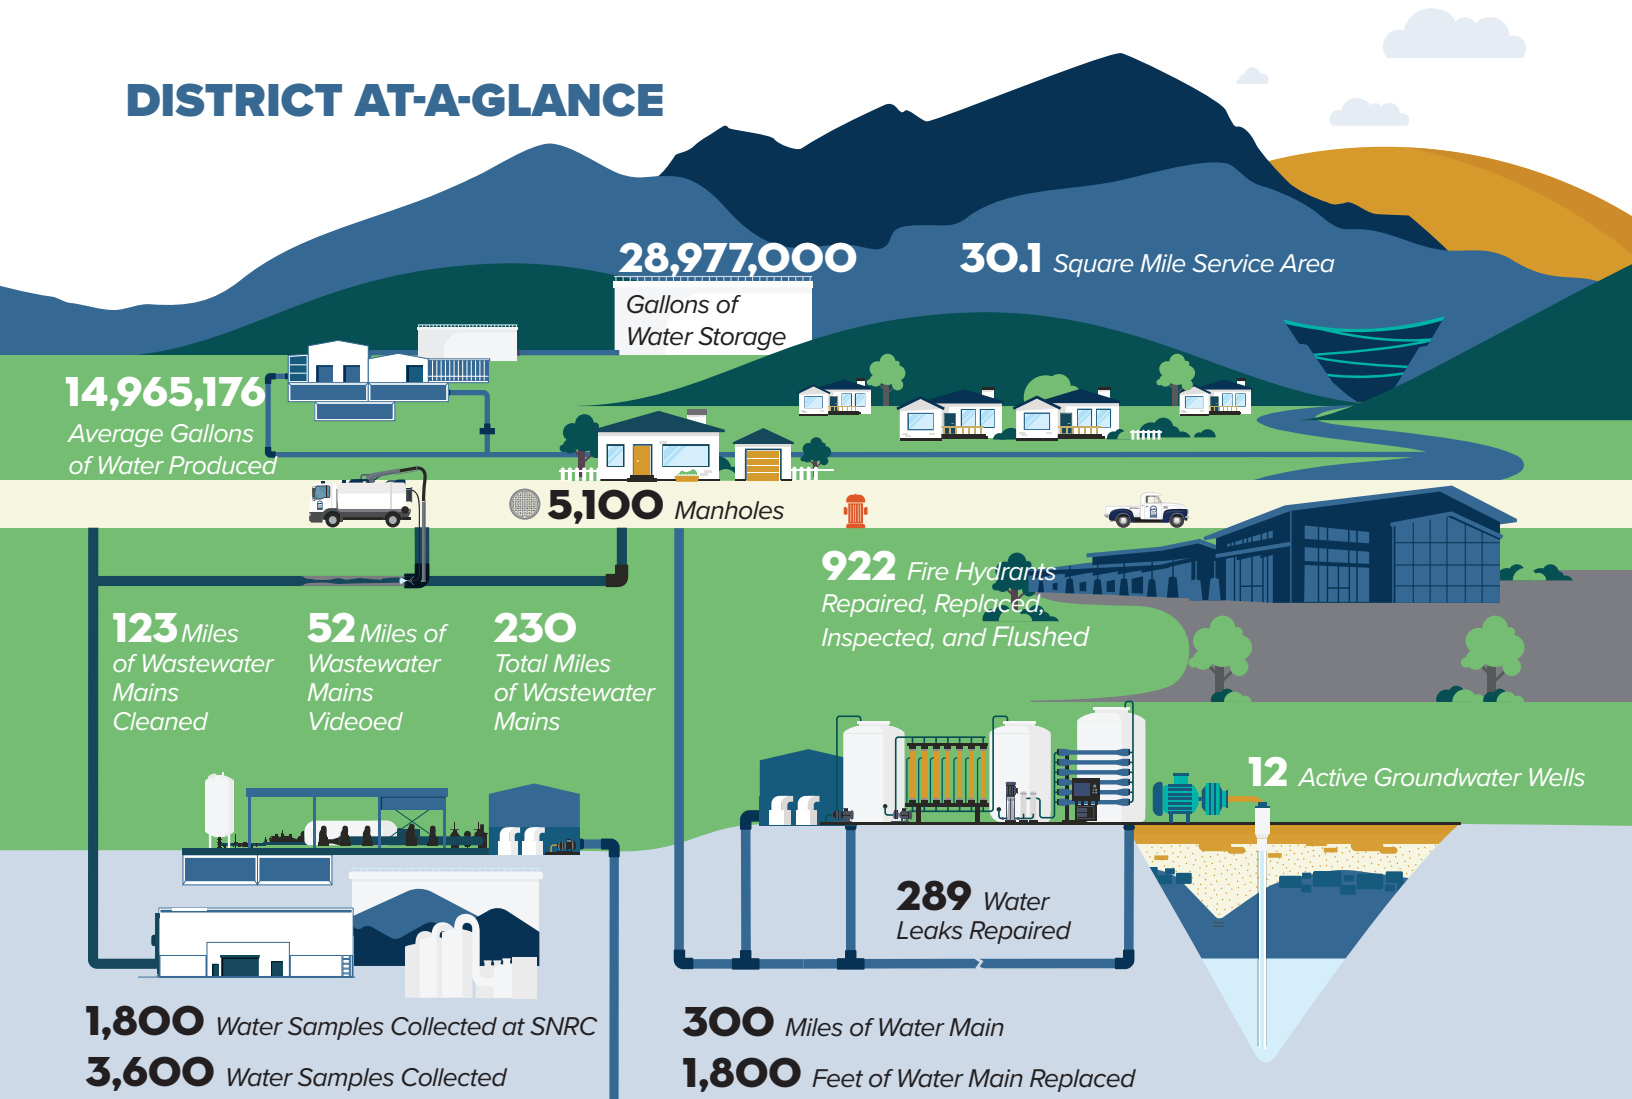 DISTRICT AT-A-GLANCE
28,977,000
Gallons of
Water Storage
30.1 Square Mile Service Area
14,965,176
Average Gallons
of Water Produced
5,100 Manholes
922 Fire Hydrants
Repaired, Replaced,
Inspected, and Flushed
123 Miles
of Wastewater
Mains
Cleaned
52 Miles of
Wastewater
Mains
Videoed
230
Total Miles
of Wastewater
Mains
12 Active Groundwater Wells
289 Water
Leaks Repaired
1,800 Water Samples Collected at SNRC
3,600 Water Samples Collected
300 Miles of Water Main
1,800 Feet of Water Main Replaced